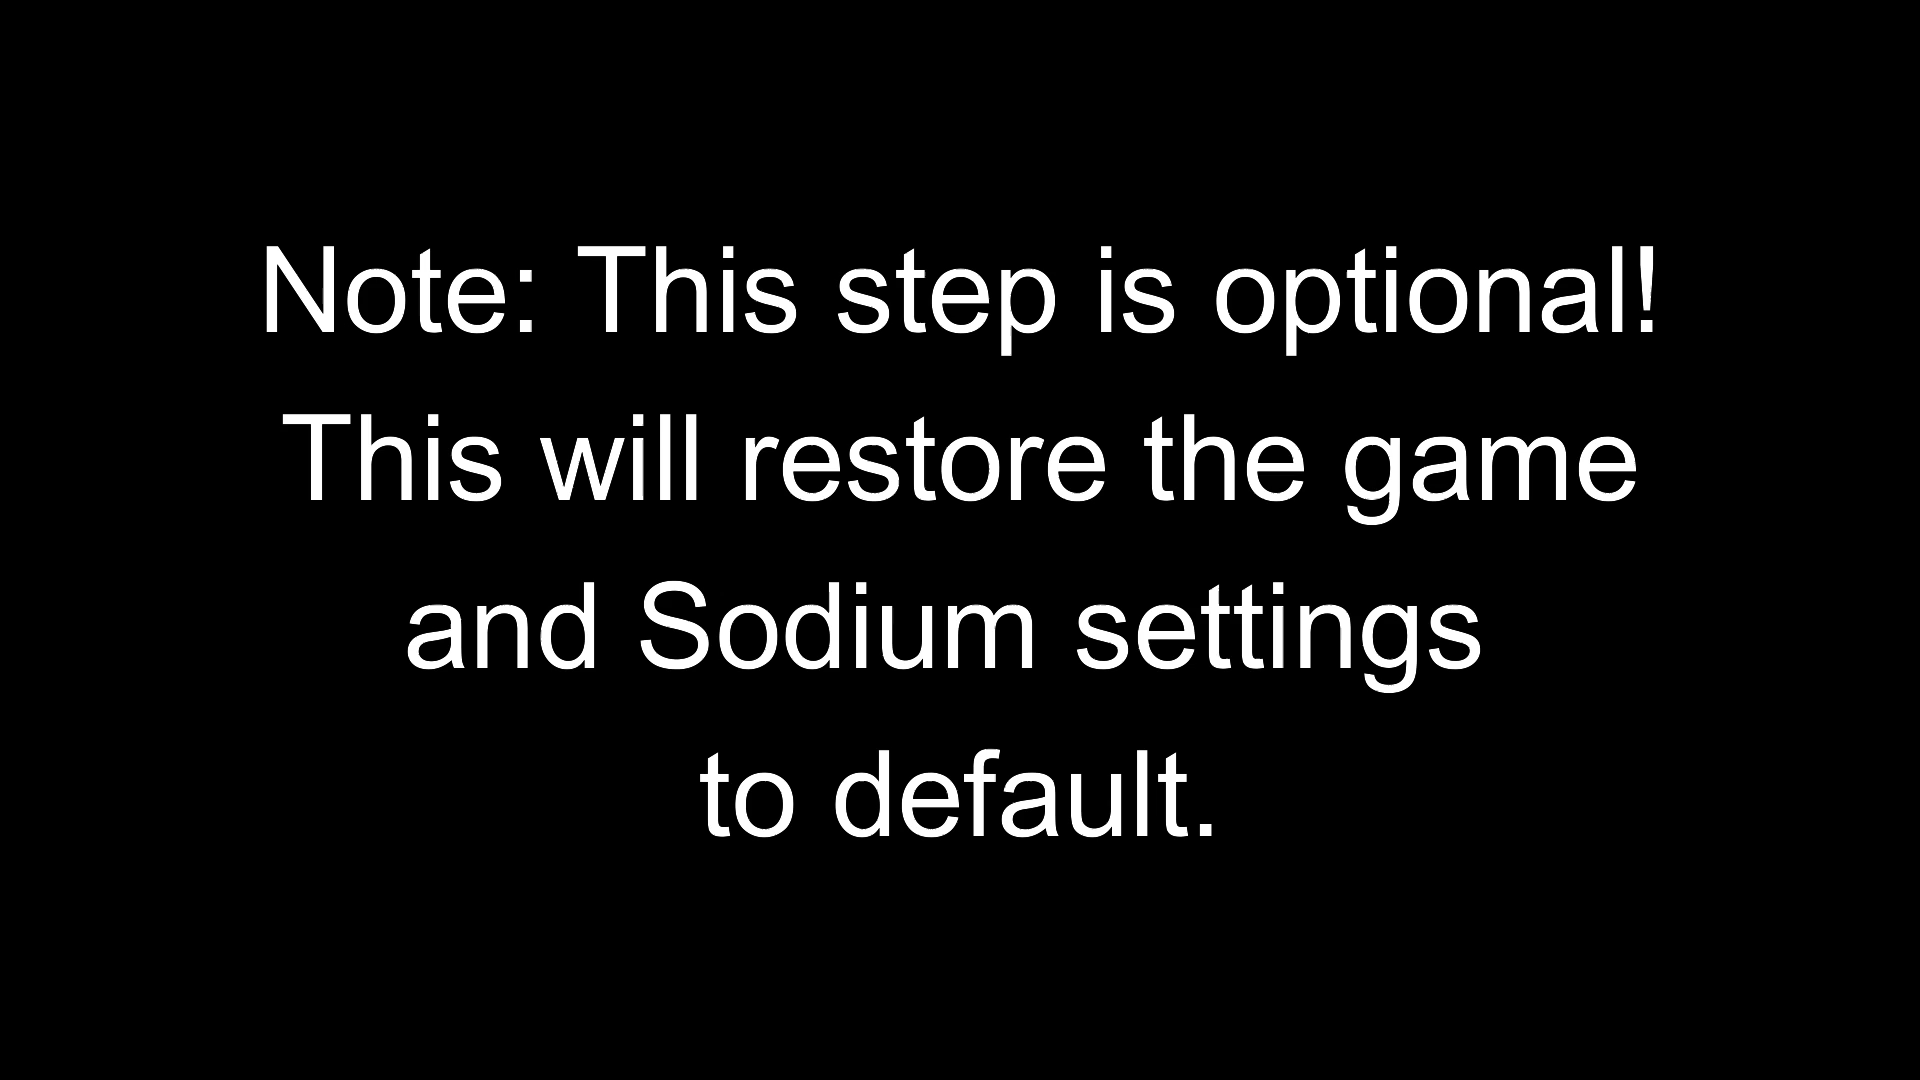 Note: This step is optional!
This will restore the game
and Sodium settings
to default.